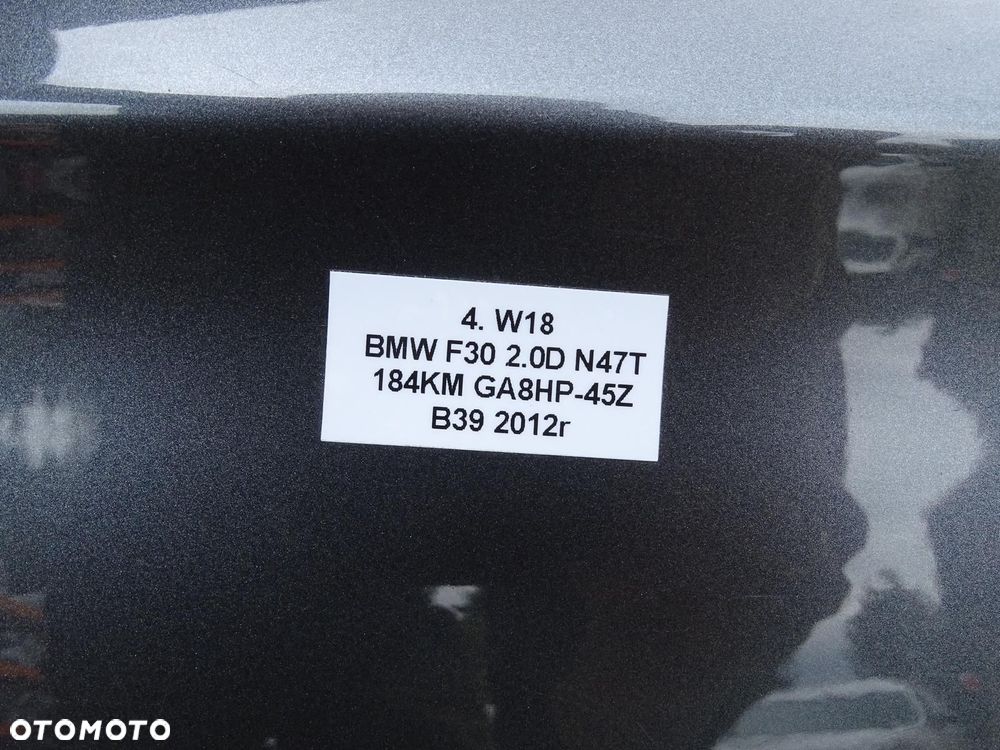 4. W18
BMW F30 2.0D N47T
184KM GA8HP-45Z
B39 2012r
OTOMOTO